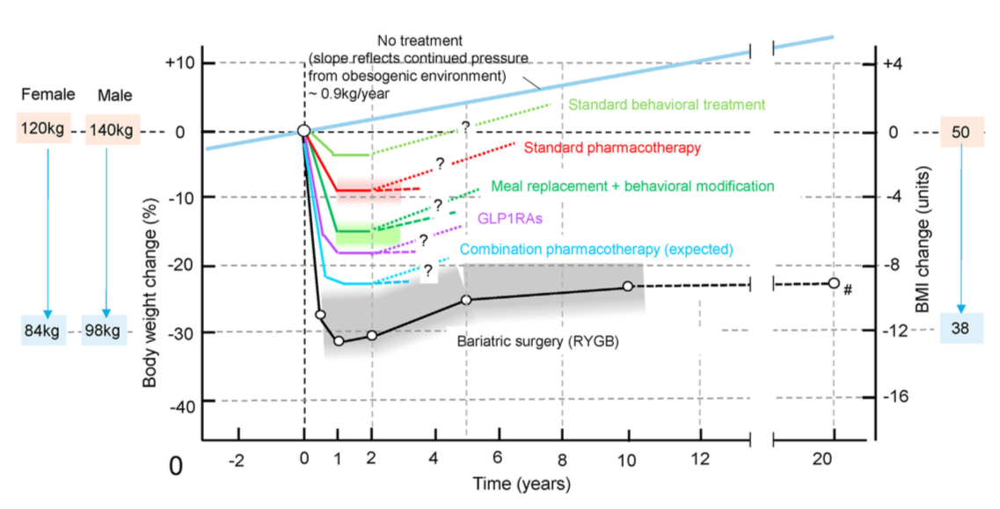 No treatment
(slope reflects continued pressure
from obesogenic environment)
~ 0.9kg/year
Female Male
120kg 140kg
84kg 98kg
Body weight change (%)
+10
0
-10
-20
-30
-40
0
Standard behavioral treatment
?
Standard pharmacotherapy
?
Meal replacement + behavioral modification
?
GLP1RAs
?
Combination pharmacotherapy (expected)
?
Bariatric surgery (RYGB)
#
+4
0
-4
-8
-12
-16
BMI change (units)
50
38
-2 0 1 2 4 6 8 10 12 20
Time (years)